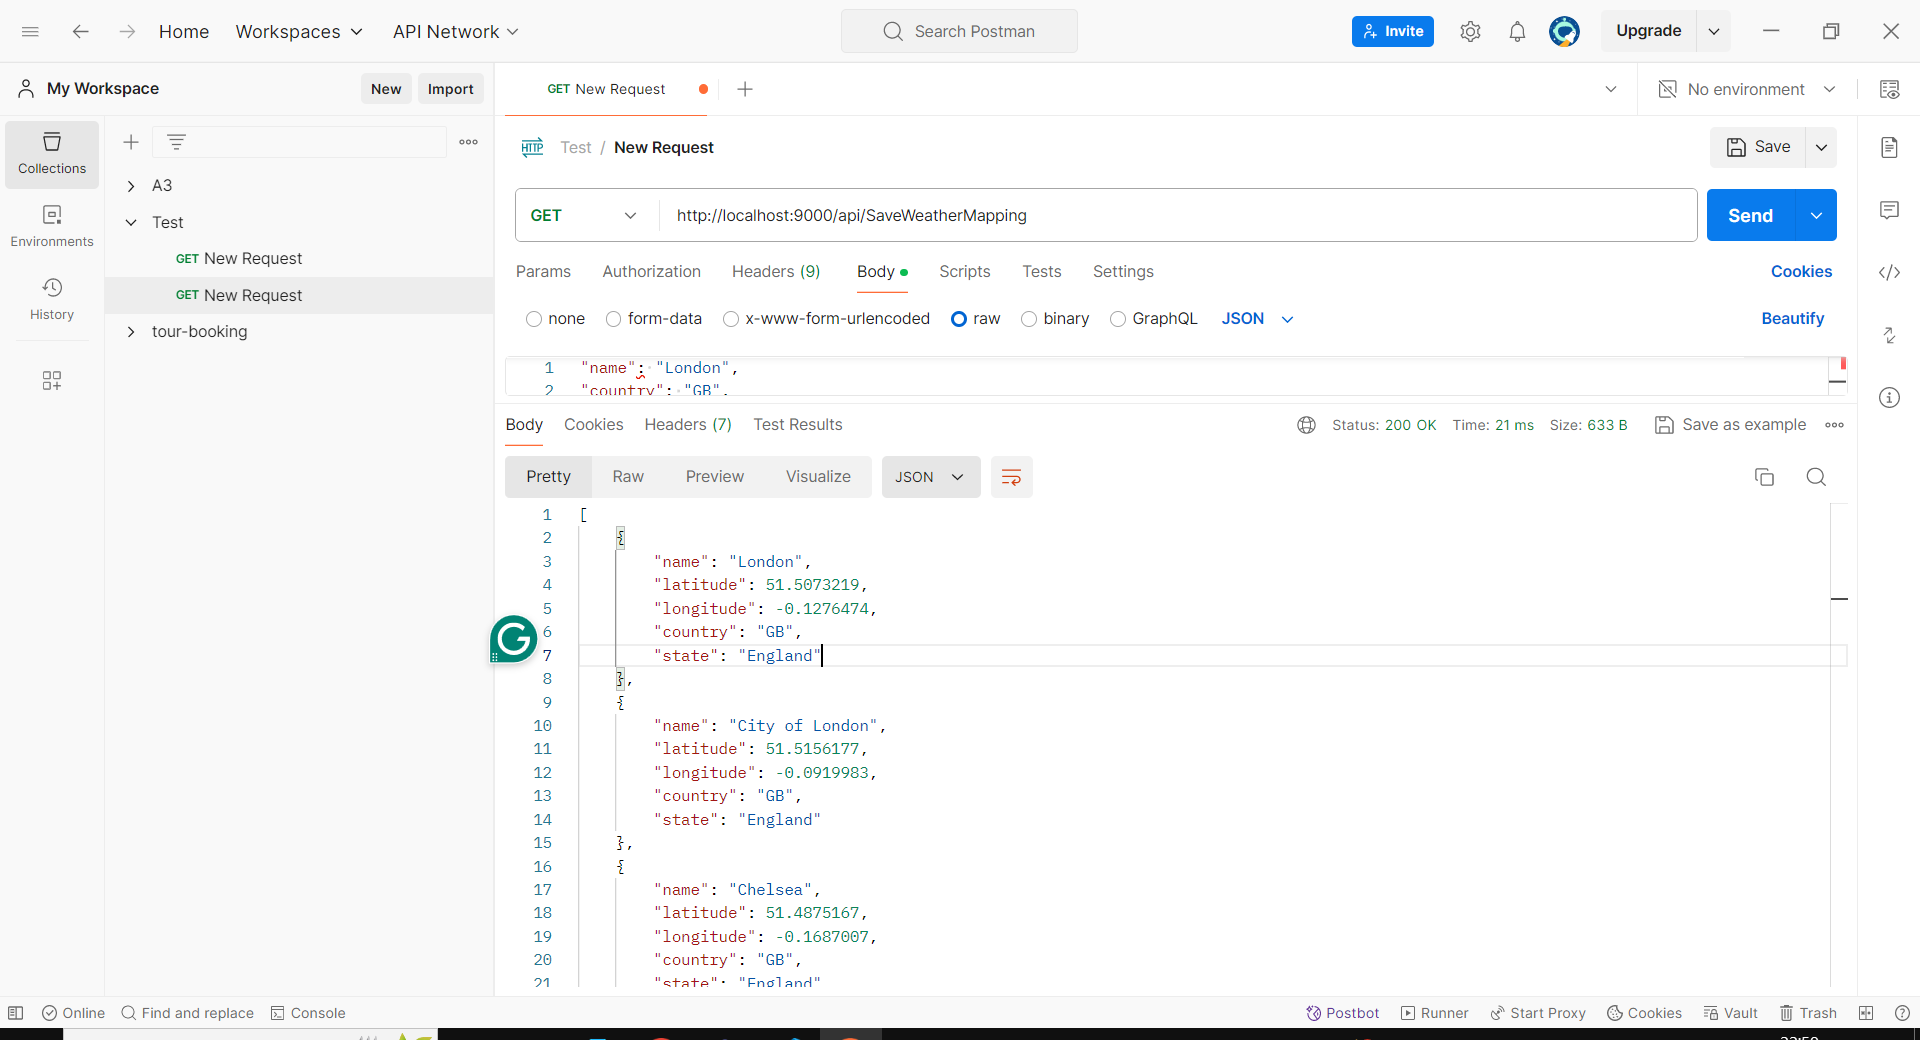 Home Workspaces API Network Search Postman Invite Upgrade
My Workspace New Import GET New Request No environment
Collections
Environments
History
A3
Test
GET New Request
GET New Request
tour-booking
HTTP Test / New Request Save
GET http://localhost:9000/api/SaveWeatherMapping Send
Params Authorization Headers (9) Body Scripts Tests Settings Cookies
none form-data x-www-form-urlencoded raw binary GraphQL JSON Beautify
1 "name": "London",
2 "country": "GB",
Body Cookies Headers (7) Test Results Status: 200 OK Time: 21 ms Size: 633 B Save as example
Pretty Raw Preview Visualize JSON
1 [
2 {
3 "name": "London",
4 "latitude": 51.5073219,
5 "longitude": -0.1276474,
6 "country": "GB",
7 "state": "England"
8 },
9 {
10 "name": "City of London",
11 "latitude": 51.5156177,
12 "longitude": -0.0919983,
13 "country": "GB",
14 "state": "England"
15 },
16 {
17 "name": "Chelsea",
18 "latitude": 51.4875167,
19 "longitude": -0.1687007,
20 "country": "GB",
21 "state": "England"
Online Find and replace Console Postbot Runner Start Proxy Cookies Vault Trash